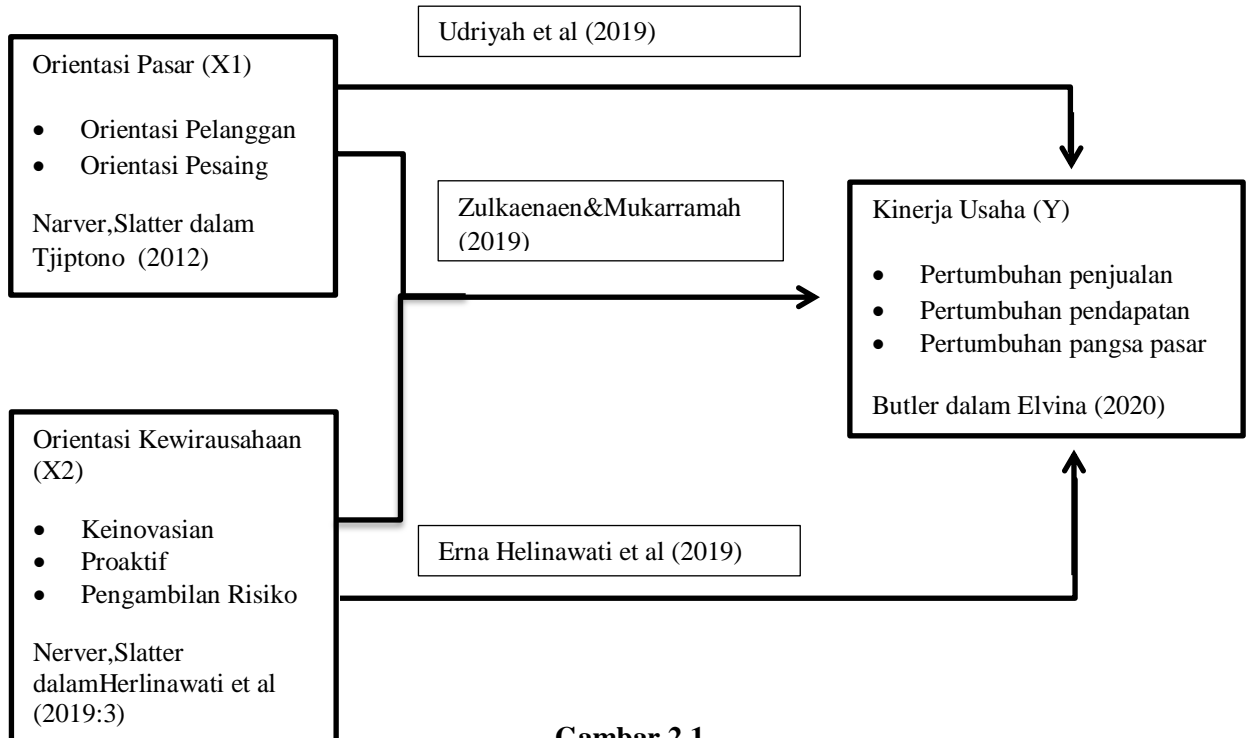 Udriyah et al (2019)
Orientasi Pasar (X1)
• Orientasi Pelanggan
• Orientasi Pesaing
Narver,Slatter dalam
Tjiptono (2012)
Zulkaenaen&Mukarramah
(2019)
Kinerja Usaha (Y)
• Pertumbuhan penjualan
• Pertumbuhan pendapatan
• Pertumbuhan pangsa pasar
Butler dalam Elvina (2020)
Orientasi Kewirausahaan
(X2)
• Keinovasian
• Proaktif
• Pengambilan Risiko
Nerver,Slatter
dalamHerlinawati et al
(2019:3)
Erna Helinawati et al (2019)
Gambar 2.1